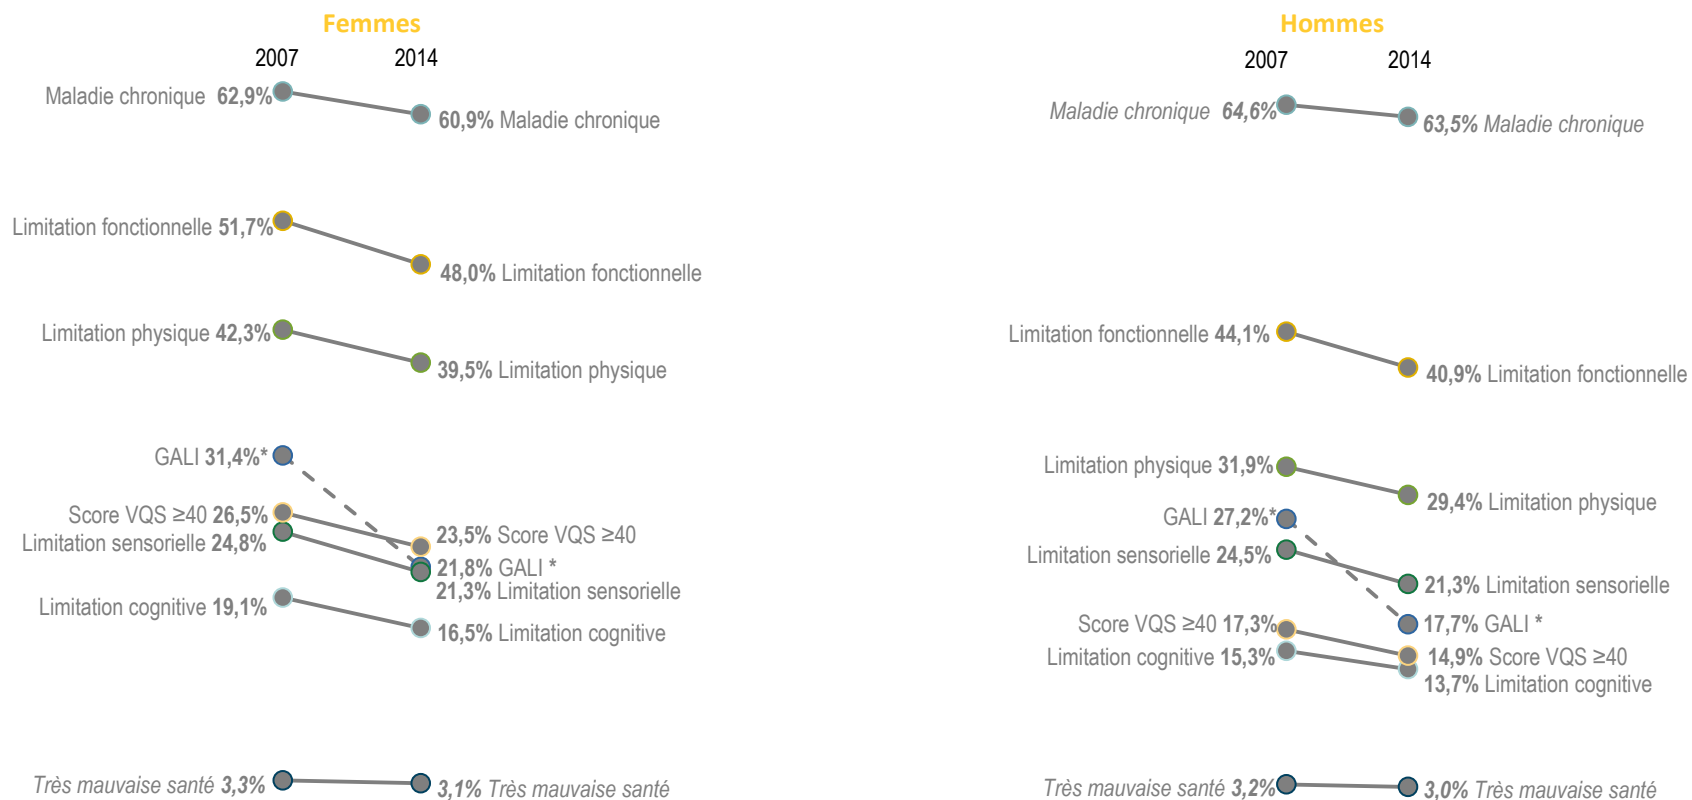 Femmes
2007 2014
Maladie chronique 62,9%
60,9% Maladie chronique
Limitation fonctionnelle 51,7%
48,0% Limitation fonctionnelle
Limitation physique 42,3%
39,5% Limitation physique
GALI 31,4%*
Score VQS ≥40 26,5%
23,5% Score VQS ≥40
Limitation sensorielle 24,8%
21,8% GALI *
21,3% Limitation sensorielle
Limitation cognitive 19,1%
16,5% Limitation cognitive
Très mauvaise santé 3,3%
3,1% Très mauvaise santé
Hommes
2007 2014
Maladie chronique 64,6%
63,5% Maladie chronique
Limitation fonctionnelle 44,1%
40,9% Limitation fonctionnelle
Limitation physique 31,9%
29,4% Limitation physique
GALI 27,2%*
Limitation sensorielle 24,5%
21,3% Limitation sensorielle
Score VQS ≥40 17,3%
17,7% GALI *
Limitation cognitive 15,3%
14,9% Score VQS ≥40
13,7% Limitation cognitive
Très mauvaise santé 3,2%
3,0% Très mauvaise santé